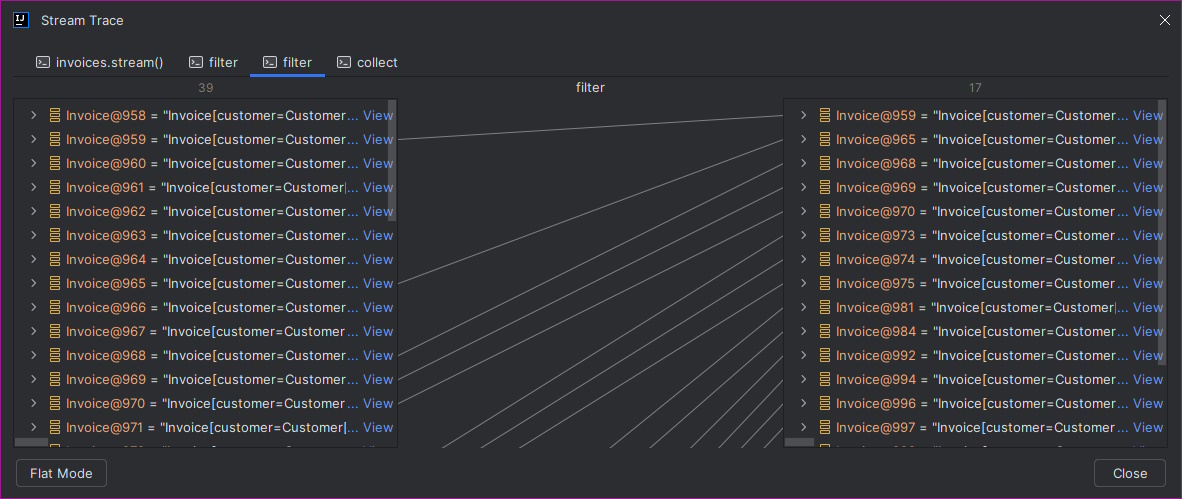 Stream Trace
invoices.stream() filter filter collect
39 filter 17
Invoice@958 = "Invoice[customer=Customer... View Invoice@959 = "Invoice[customer=Customer... View
Invoice@959 = "Invoice[customer=Customer... View Invoice@965 = "Invoice[customer=Customer... View
Invoice@960 = "Invoice[customer=Customer... View Invoice@968 = "Invoice[customer=Customer... View
Invoice@961 = "Invoice[customer=Customer[... View Invoice@969 = "Invoice[customer=Customer... View
Invoice@962 = "Invoice[customer=Customer... View Invoice@970 = "Invoice[customer=Customer... View
Invoice@963 = "Invoice[customer=Customer... View Invoice@973 = "Invoice[customer=Customer... View
Invoice@964 = "Invoice[customer=Customer... View Invoice@974 = "Invoice[customer=Customer... View
Invoice@965 = "Invoice[customer=Customer... View Invoice@975 = "Invoice[customer=Customer... View
Invoice@966 = "Invoice[customer=Customer... View Invoice@981 = "Invoice[customer=Customer[... View
Invoice@967 = "Invoice[customer=Customer... View Invoice@984 = "Invoice[customer=Customer... View
Invoice@968 = "Invoice[customer=Customer... View Invoice@992 = "Invoice[customer=Customer... View
Invoice@969 = "Invoice[customer=Customer... View Invoice@994 = "Invoice[customer=Customer... View
Invoice@970 = "Invoice[customer=Customer... View Invoice@996 = "Invoice[customer=Customer... View
Invoice@971 = "Invoice[customer=Customer[... View Invoice@997 = "Invoice[customer=Customer... View
Flat Mode Close